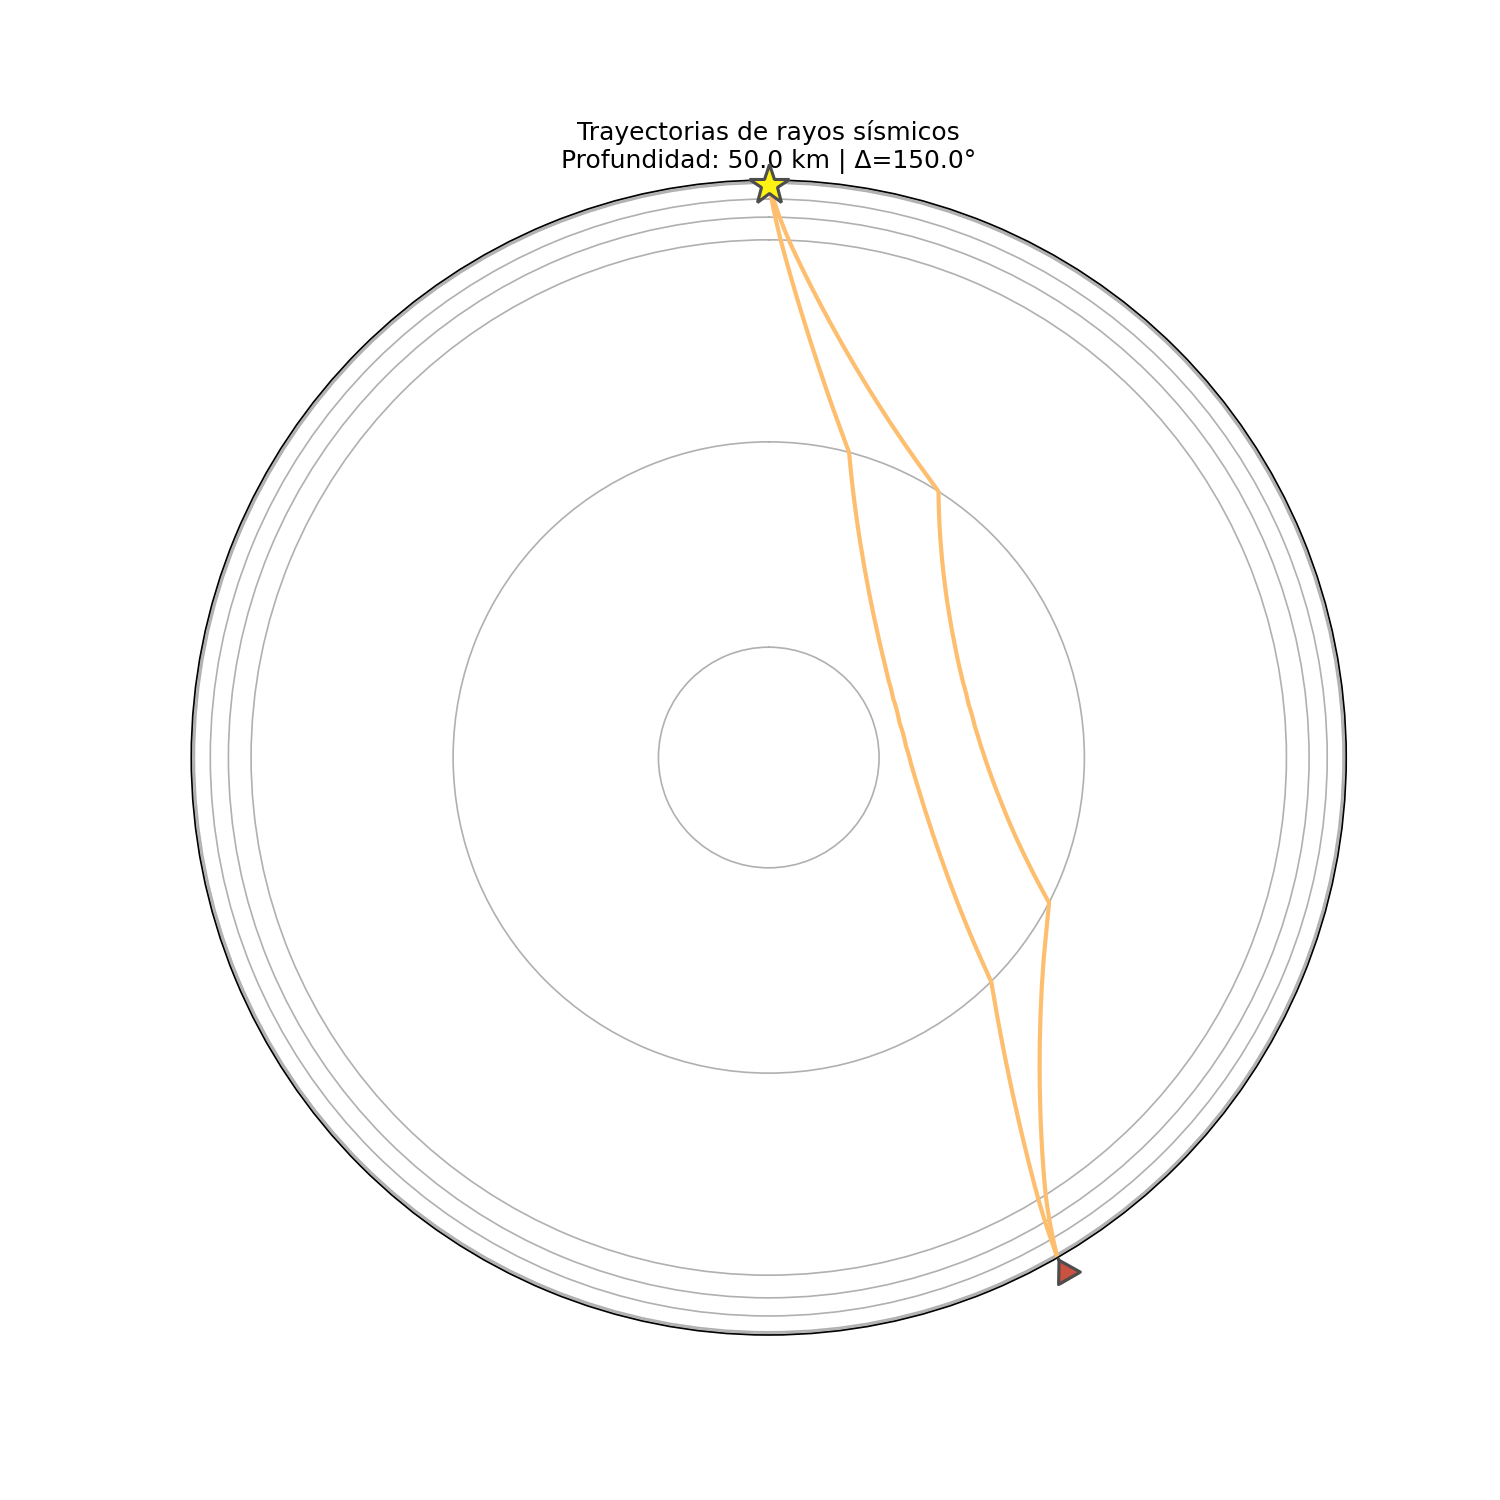 Trayectorias de rayos sísmicos
Profundidad: 50.0 km | Δ=150.0°